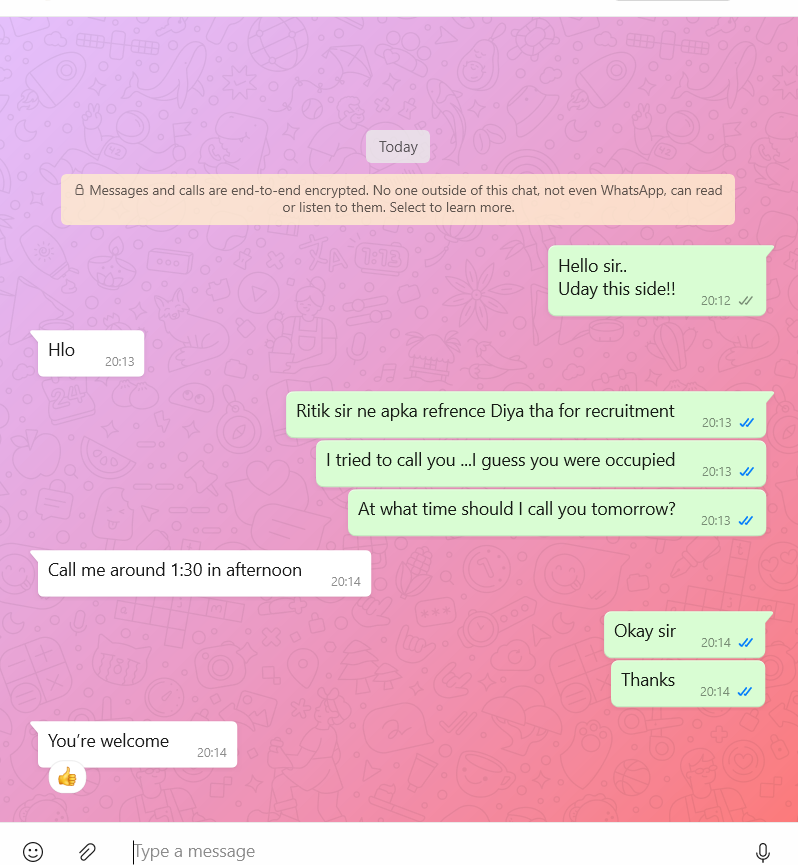 Today
Messages and calls are end-to-end encrypted. No one outside of this chat, not even WhatsApp, can read
or listen to them. Select to learn more.
Hello sir..
Uday this side!!
20:12
Hlo
20:13
Ritik sir ne apka refrence Diya tha for recruitment
20:13
I tried to call you ...I guess you were occupied
20:13
At what time should I call you tomorrow?
20:13
Call me around 1:30 in afternoon
20:14
Okay sir
20:14
Thanks
20:14
You’re welcome
20:14
Type a message